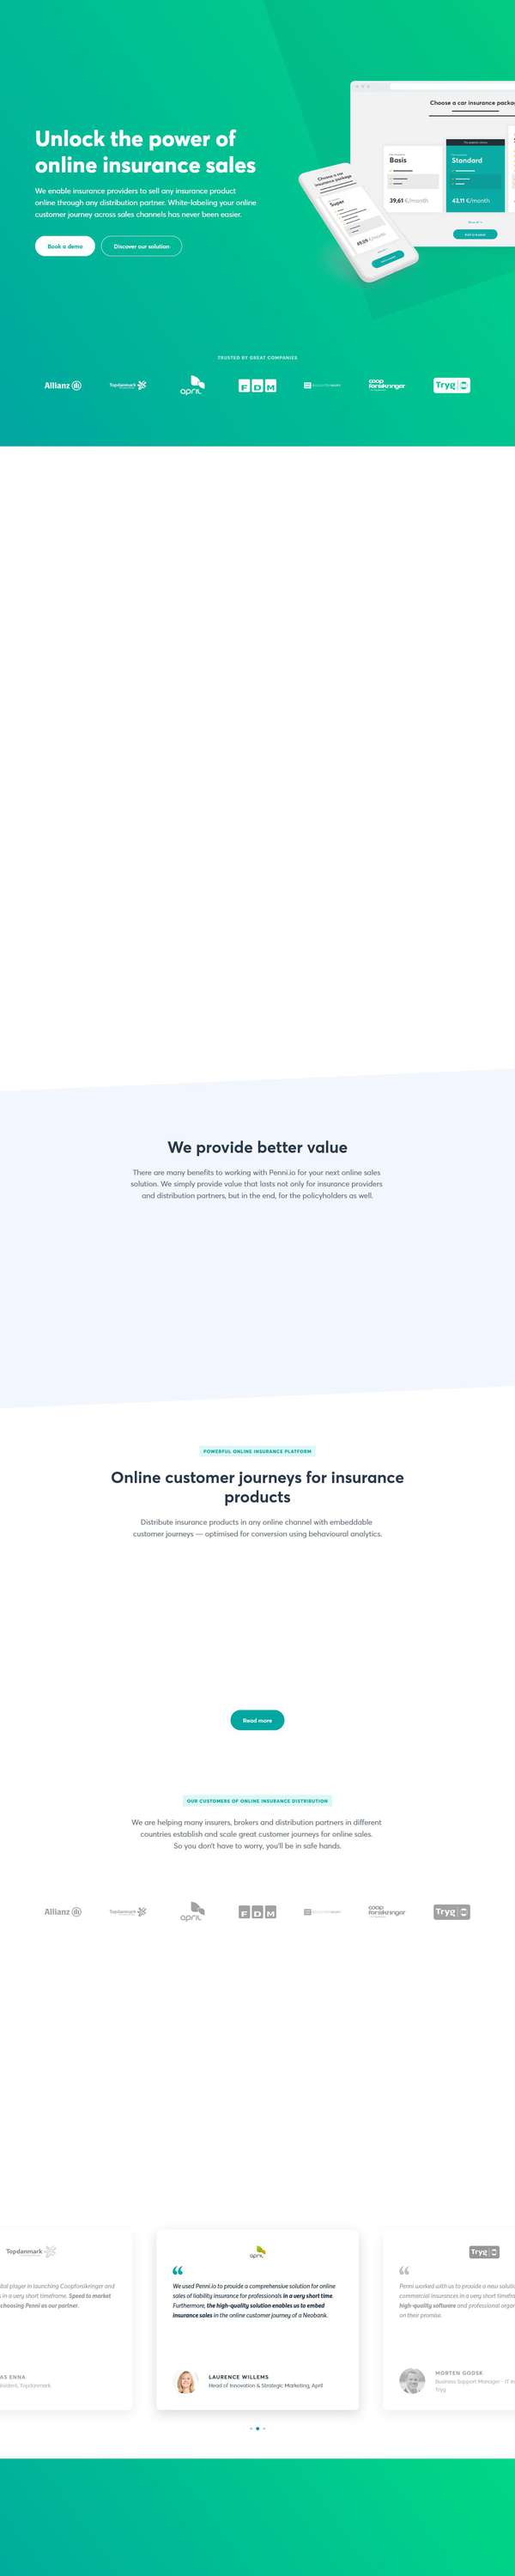 Unlock the power of
online insurance sales
We enable insurance providers to sell any insurance product
online through any distribution partner. White-labeling your online
customer journey across sales channels has never been easier.
Book a demo
Discover our solution
Choose a car insurance packa
Basis
39,61 €/month
Standard
43,11 €/month
Choose a car
insurance package
Super
TRUSTED BY GREAT COMPANIES
Allianz
Topdanmark
april
FDM
coop
forsikringer
Tryg
We provide better value
There are many benefits to working with Penni.io for your next online sales
solution. We simply provide value that lasts not only for insurance providers
and distribution partners, but in the end, for the policyholders as well.
POWERFUL ONLINE INSURANCE PLATFORM
Online customer journeys for insurance
products
Distribute insurance products in any online channel with embeddable
customer journeys — optimised for conversion using behavioural analytics.
Read more
OUR CUSTOMERS OF ONLINE INSURANCE DISTRIBUTION
We are helping many insurers, brokers and distribution partners in different
countries establish and scale great customer journeys for online sales.
So you don't have to worry, you'll be in safe hands.
Allianz
Topdanmark
april
FDM
coop
forsikringer
Tryg
Topdanmark
player in launching Coopforsikringer and
in a very short timeframe. Speed to market
choosing Penni as our partner.
AS ENNA
Topdanmark
april
We used Penni.io to provide a comprehensive solution for online
sales of liability insurance for freelancers in a very short time.
Furthermore, the high-quality solution enables us to embed
insurance sales in the online customer journey of a Neobank.
LAURENCE WILLEMS
Head of Innovation & Strategic Marketing, April
Tryg
Penni worked with us to provide a new
commercial insurances in a very short
high-quality software and professional
on their promise.
MORTEN GODSK
Business Support Manager - IT
Tryg